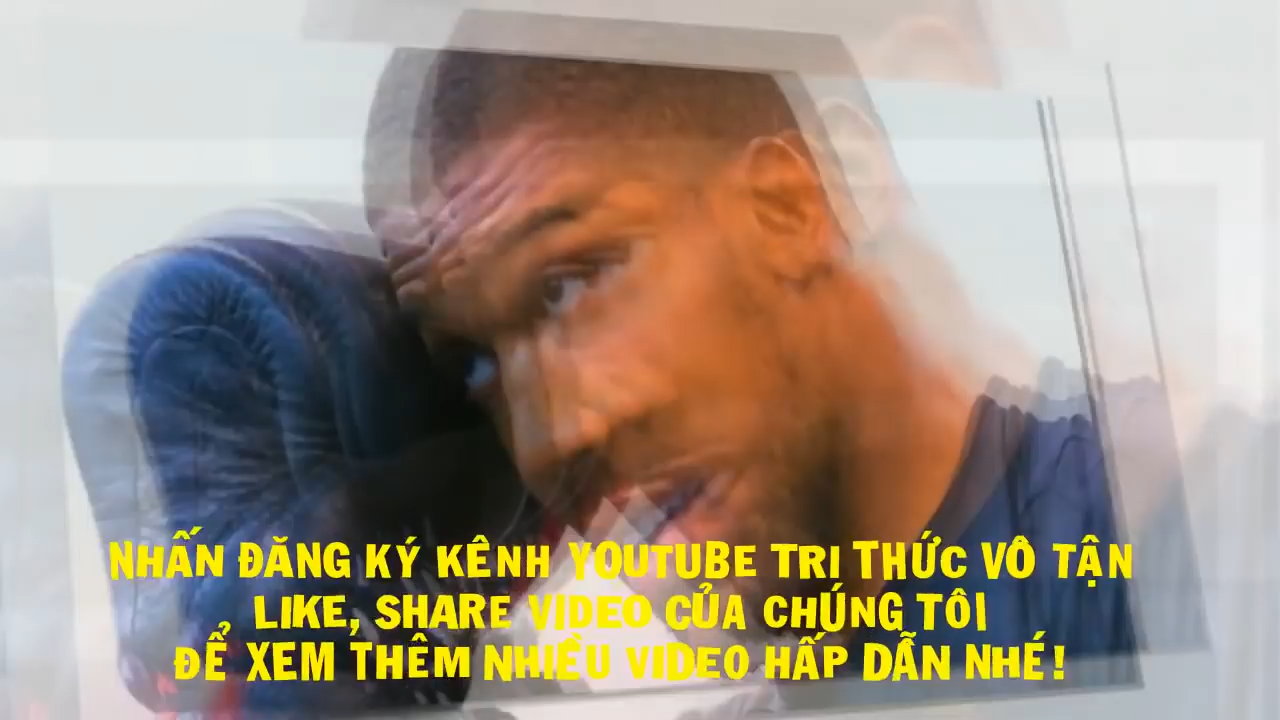 NHẤN ĐĂNG KÝ KÊNH YOUTUBE TRI THỨC VÔ TẬN
LIKE, SHARE VIDEO CỦA CHÚNG TÔI
ĐỂ XEM THÊM NHIỀU VIDEO HẤP DẪN NHÉ!